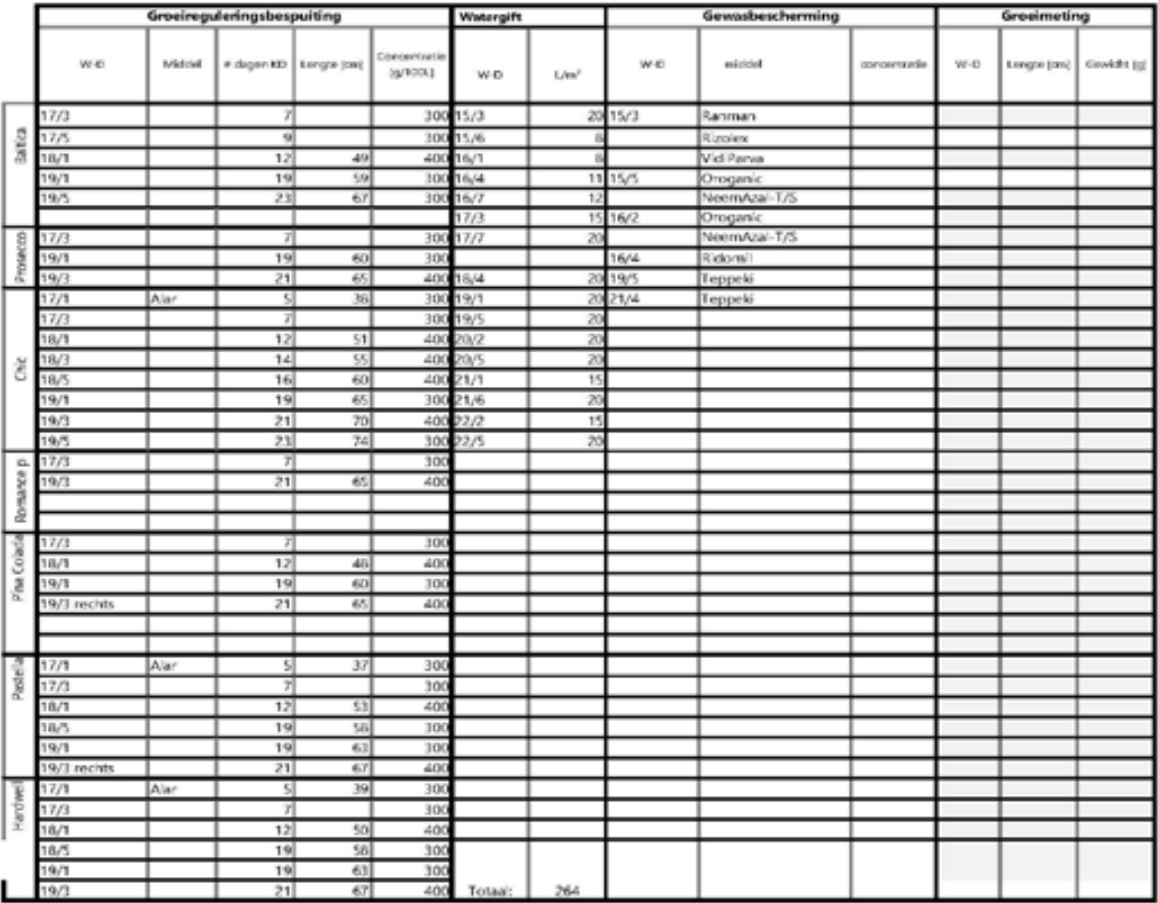 Groeireguleringsbespuiting Watergift Gewasbescherming Groeimeting
W-D Middel # dagen KD Lengte (cm) Concentratie (g/100L) W-D L/m² W-D middel concentratie W-D Lengte (cm) Gewicht (g)
Baltica
17/3 7 300 15/3 20 15/3 Ranman
17/5 9 300 15/6 8 Rizolex
18/1 12 49 400 16/1 8 Vidi Parva
19/1 19 59 300 16/4 11 15/5 Oroganic
19/5 23 67 300 16/7 12 NeemAzal-T/S
17/3 15 16/2 Oroganic
Prosecco
17/3 7 300 17/7 20 NeemAzal-T/S
19/1 19 60 300 16/4 Ridomil
19/3 21 65 400 18/4 20 19/5 Teppeki
Chic
17/1 Alar 5 38 300 19/1 20 21/4 Teppeki
17/3 7 300 19/5 20
18/1 12 51 400 20/2 20
18/3 14 55 400 20/5 20
18/5 16 60 400 21/1 15
19/1 19 65 300 21/6 20
19/3 21 70 400 22/2 15
19/5 23 74 300 22/5 20
Romance p
17/3 7 300
19/3 21 65 400
Pina Colada
17/3 7 300
18/1 12 48 400
19/1 19 60 300
19/3 rechts 21 65 400
Pastella
17/1 Alar 5 37 300
17/3 7 300
18/1 12 53 400
18/5 19 58 300
19/1 19 63 300
19/3 rechts 21 67 400
Hardwell
17/1 Alar 5 39 300
17/3 7 300
18/1 12 50 400
18/5 19 58 300
19/1 19 63 300
19/3 21 67 400 Totaal: 264